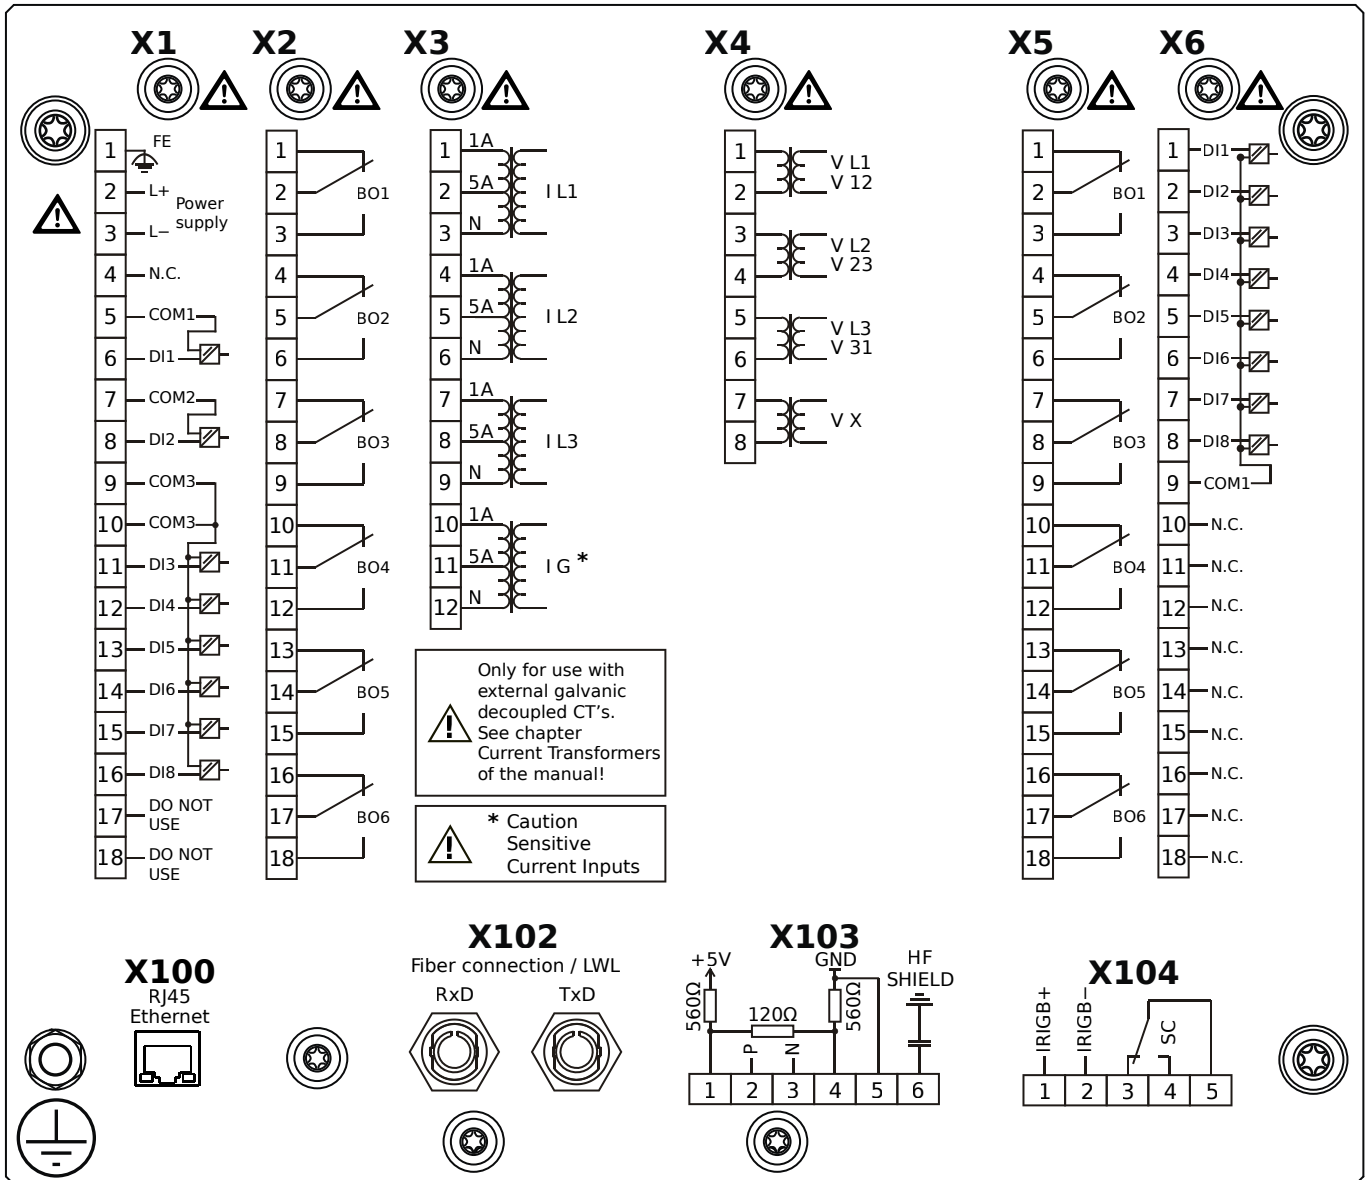 X1
X2
X3
X4
X5
X6
1 FE
2 L+
Power
supply
3 L−
4 N.C.
5 COM1
6 DI1
7 COM2
8 DI2
9 COM3
10 COM3
11 DI3
12 DI4
13 DI5
14 DI6
15 DI7
16 DI8
17 DO NOT
USE
18 DO NOT
USE
1
2 BO1
3
4
5 BO2
6
7
8 BO3
9
10
11 BO4
12
13
14 BO5
15
16
17 BO6
18
1 1A
2 5A I L1
3 N
4 1A
5 5A I L2
6 N
7 1A
8 5A I L3
9 N
10 1A
11 5A I G *
12 N
Only for use with
external galvanic
decoupled CT's.
See chapter
Current Transformers
of the manual!
* Caution
Sensitive
Current Inputs
1 V L1
2 V 12
3 V L2
4 V 23
5 V L3
6 V 31
7 V X
8
1
2 BO1
3
4
5 BO2
6
7
8 BO3
9
10
11 BO4
12
13
14 BO5
15
16
17 BO6
18
1 DI1
2 DI2
3 DI3
4 DI4
5 DI5
6 DI6
7 DI7
8 DI8
9 COM1
10 N.C.
11 N.C.
12 N.C.
13 N.C.
14 N.C.
15 N.C.
16 N.C.
17 N.C.
18 N.C.
X100
RJ45
Ethernet
X102
Fiber connection / LWL
RxD TxD
X103
+5V GND HF
SHIELD
560Ω 120Ω 560Ω
P N
1 2 3 4 5 6
X104
IRIGB+ IRIGB− SC
1 2 3 4 5